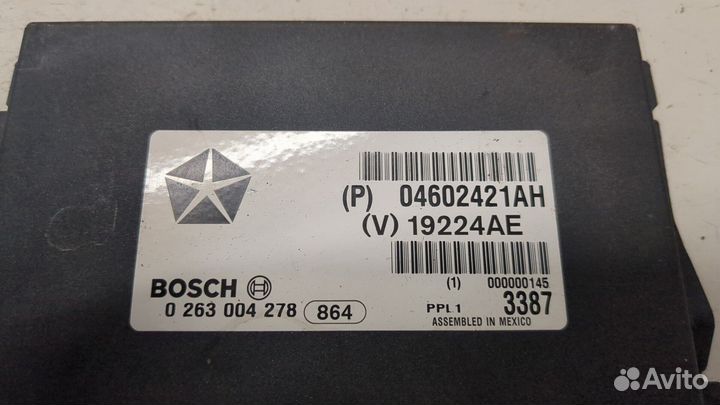 (P) 04602421AH
(V) 19224AE
(1) 000000145
BOSCH
0 263 004 278 864
PPL1 3387
ASSEMBLED IN MEXICO
Avito